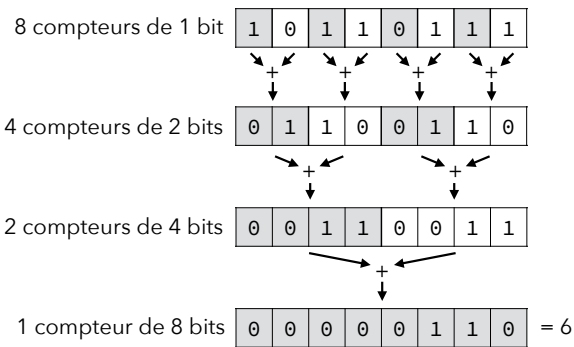 8 compteurs de 1 bit 1 0 1 1 0 1 1 1
+ + + +
4 compteurs de 2 bits 0 1 1 0 0 1 1 0
+ +
2 compteurs de 4 bits 0 0 1 1 0 0 1 1
+
1 compteur de 8 bits 0 0 0 0 0 1 1 0 = 6